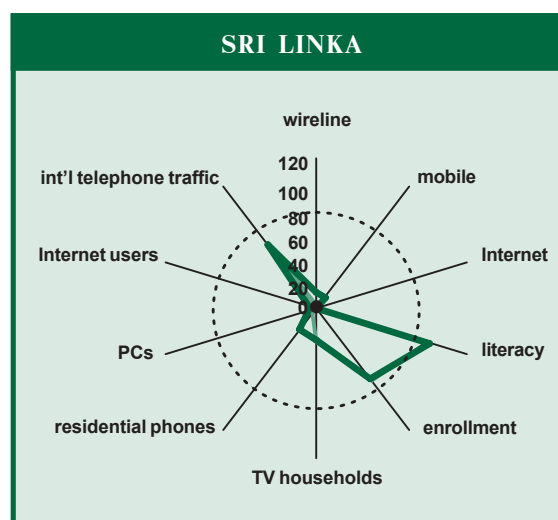 SRI LINKA
wireline
120
int'l telephone traffic
mobile
100
80
60
Internet users
Internet
40
20
0
PCs
literacy
residential phones
enrollment
TV households